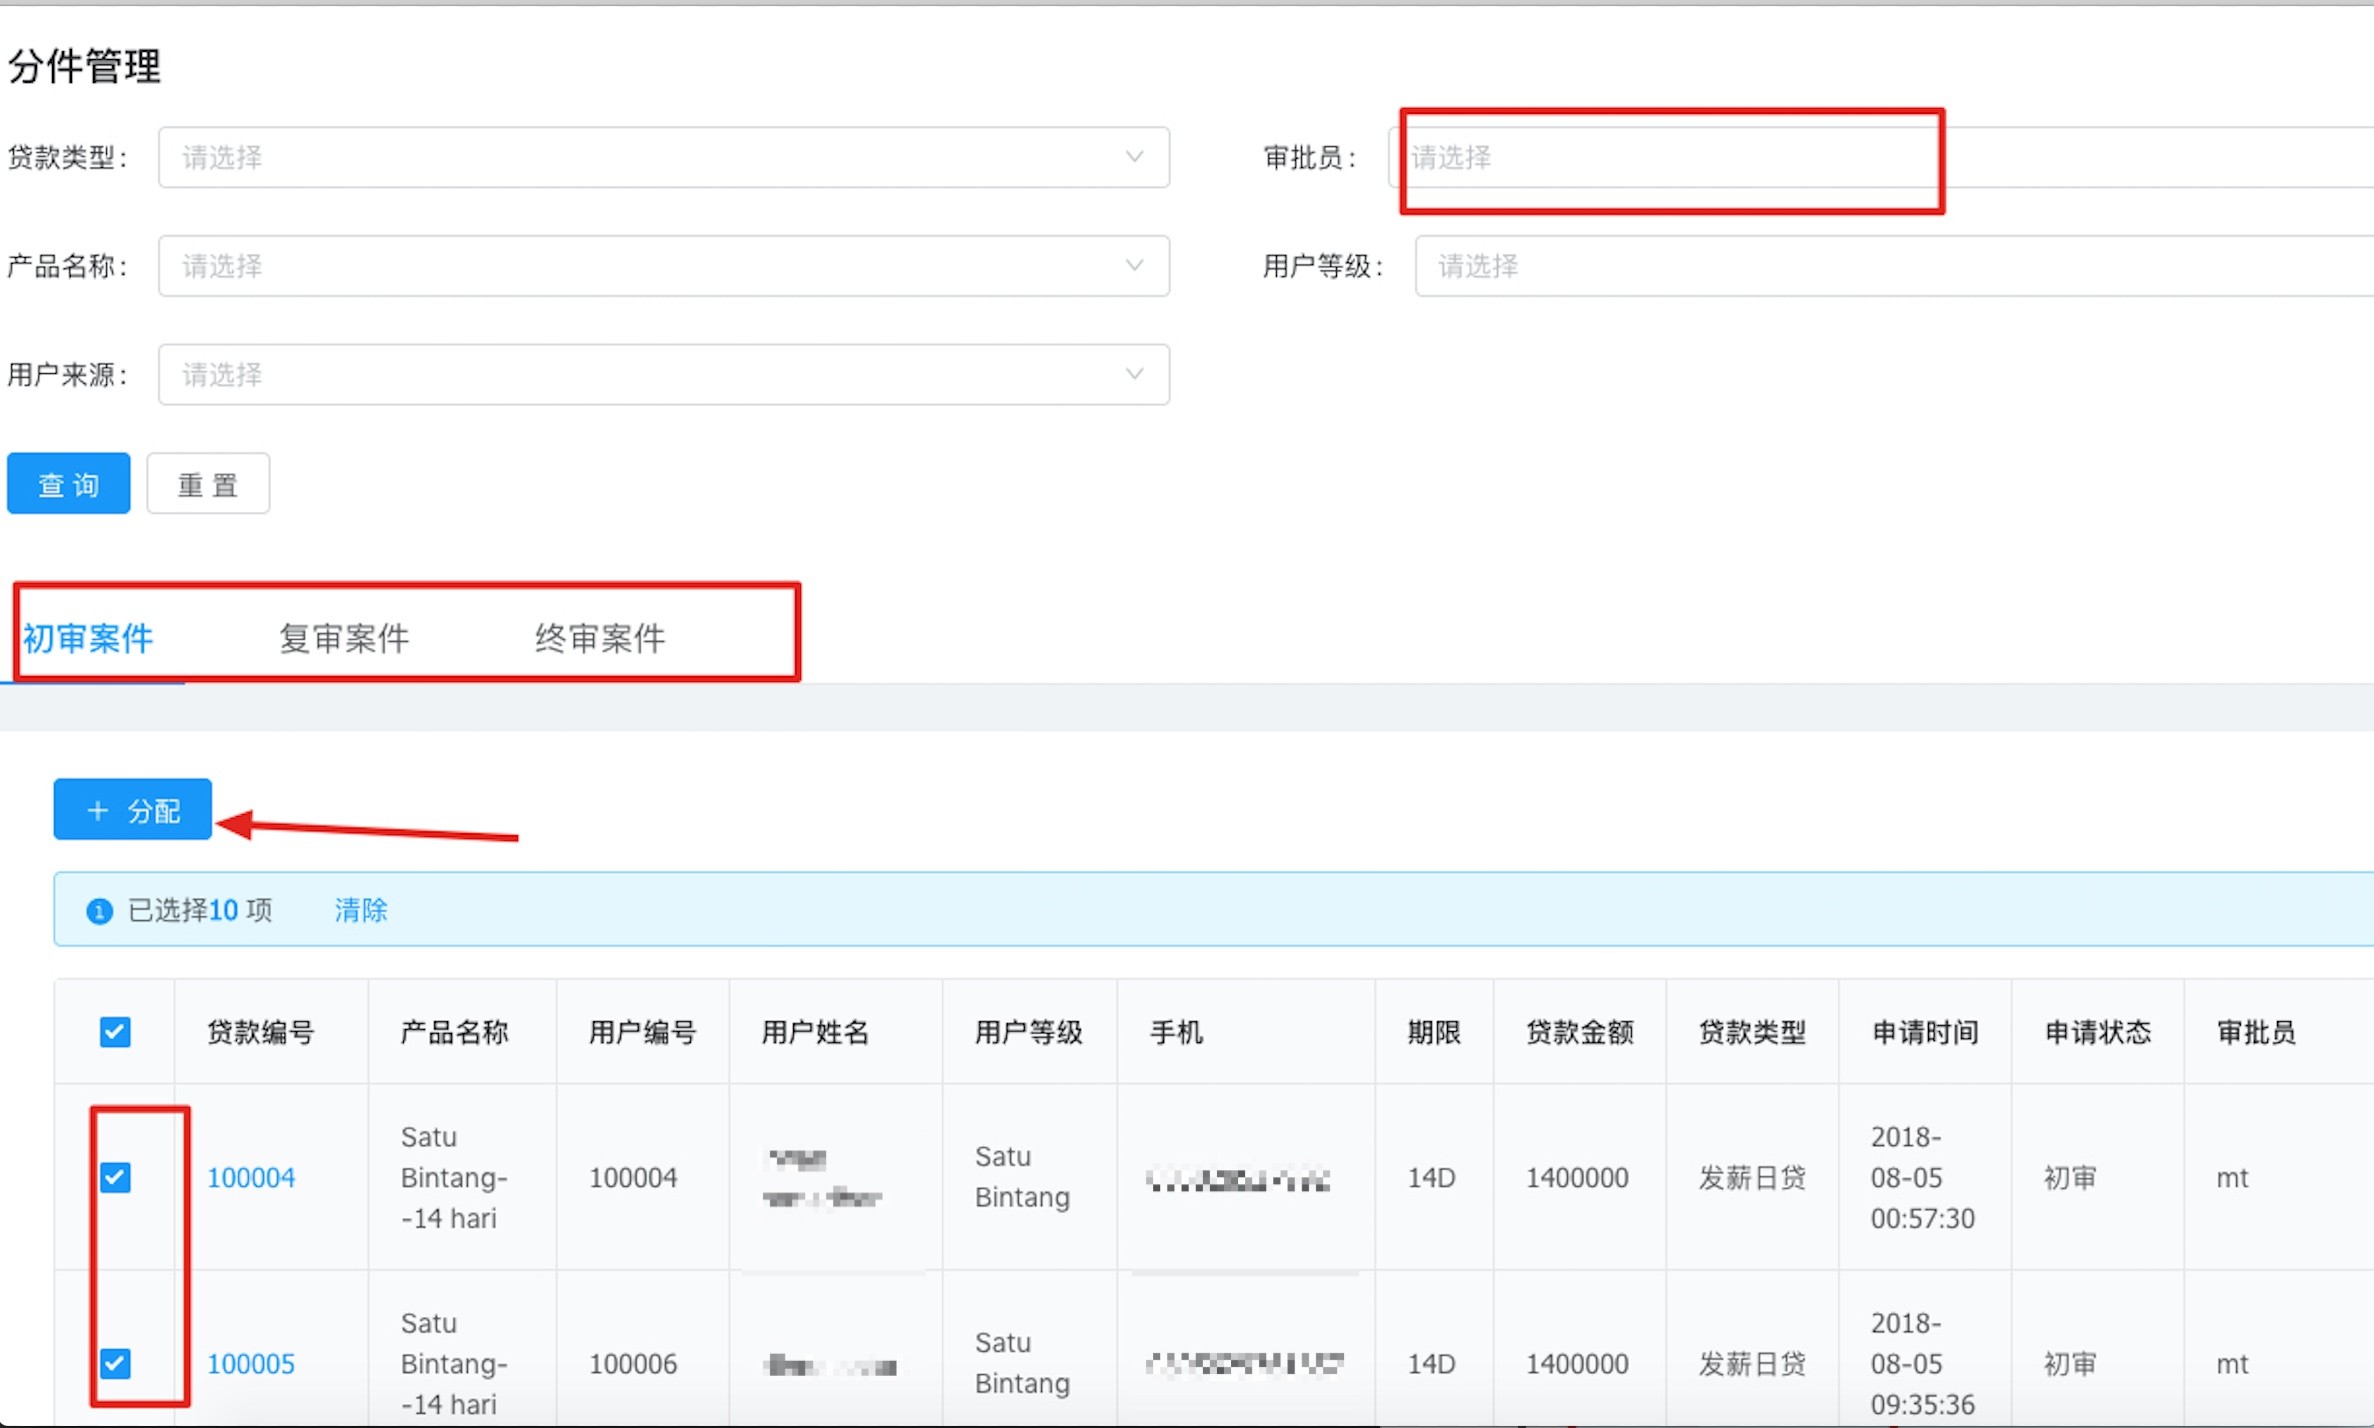 分件管理
贷款类型： 请选择 审批员： 请选择
产品名称： 请选择 用户等级： 请选择
用户来源： 请选择
查 询 重 置
初审案件 复审案件 终审案件
+ 分配
已选择10 项 清除
贷款编号 产品名称 用户编号 用户姓名 用户等级 手机 期限 贷款金额 贷款类型 申请时间 申请状态 审批员
100004 Satu Bintang--14 hari 100004 Satu Bintang 14D 1400000 发薪日贷 2018-08-05 00:57:30 初审 mt
100005 Satu Bintang--14 hari 100006 Satu Bintang 14D 1400000 发薪日贷 2018-08-05 09:35:36 初审 mt